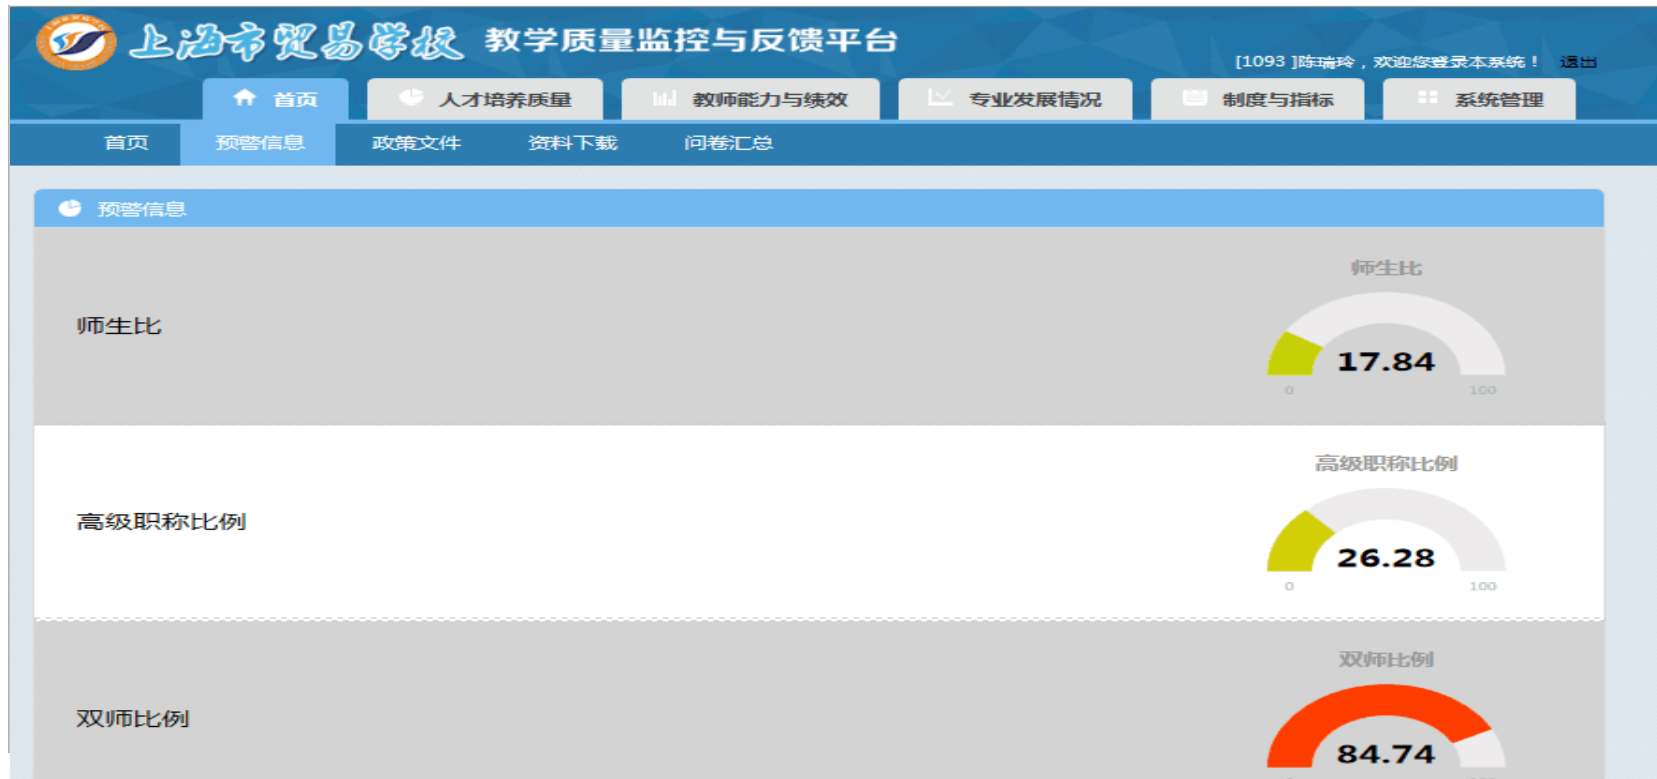 上海市贸易学校 教学质量监控与反馈平台
[1093 ]陈瑞玲，欢迎您登录本系统！ 退出
首页 人才培养质量 教师能力与绩效 专业发展情况 制度与指标 系统管理
首页 预警信息 政策文件 资料下载 问卷汇总
预警信息
师生比
师生比
17.84
0 100
高级职称比例
高级职称比例
26.28
0 100
双师比例
双师比例
84.74